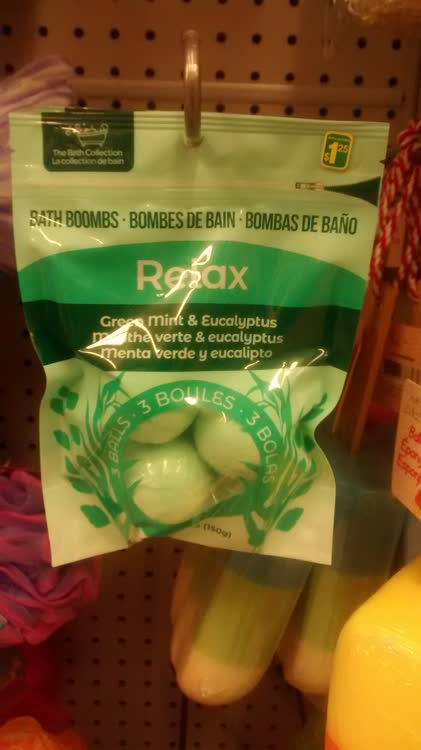 The Bath Collection
La collection de bain
$1.25
BATH BOOMBS · BOMBES DE BAIN · BOMBAS DE BAÑO
Relax
Green Mint & Eucalyptus
Menthe verte & eucalyptus
Menta verde y eucalipto
3 BALLS · 3 BOULES · 3 BOLAS
(150g)